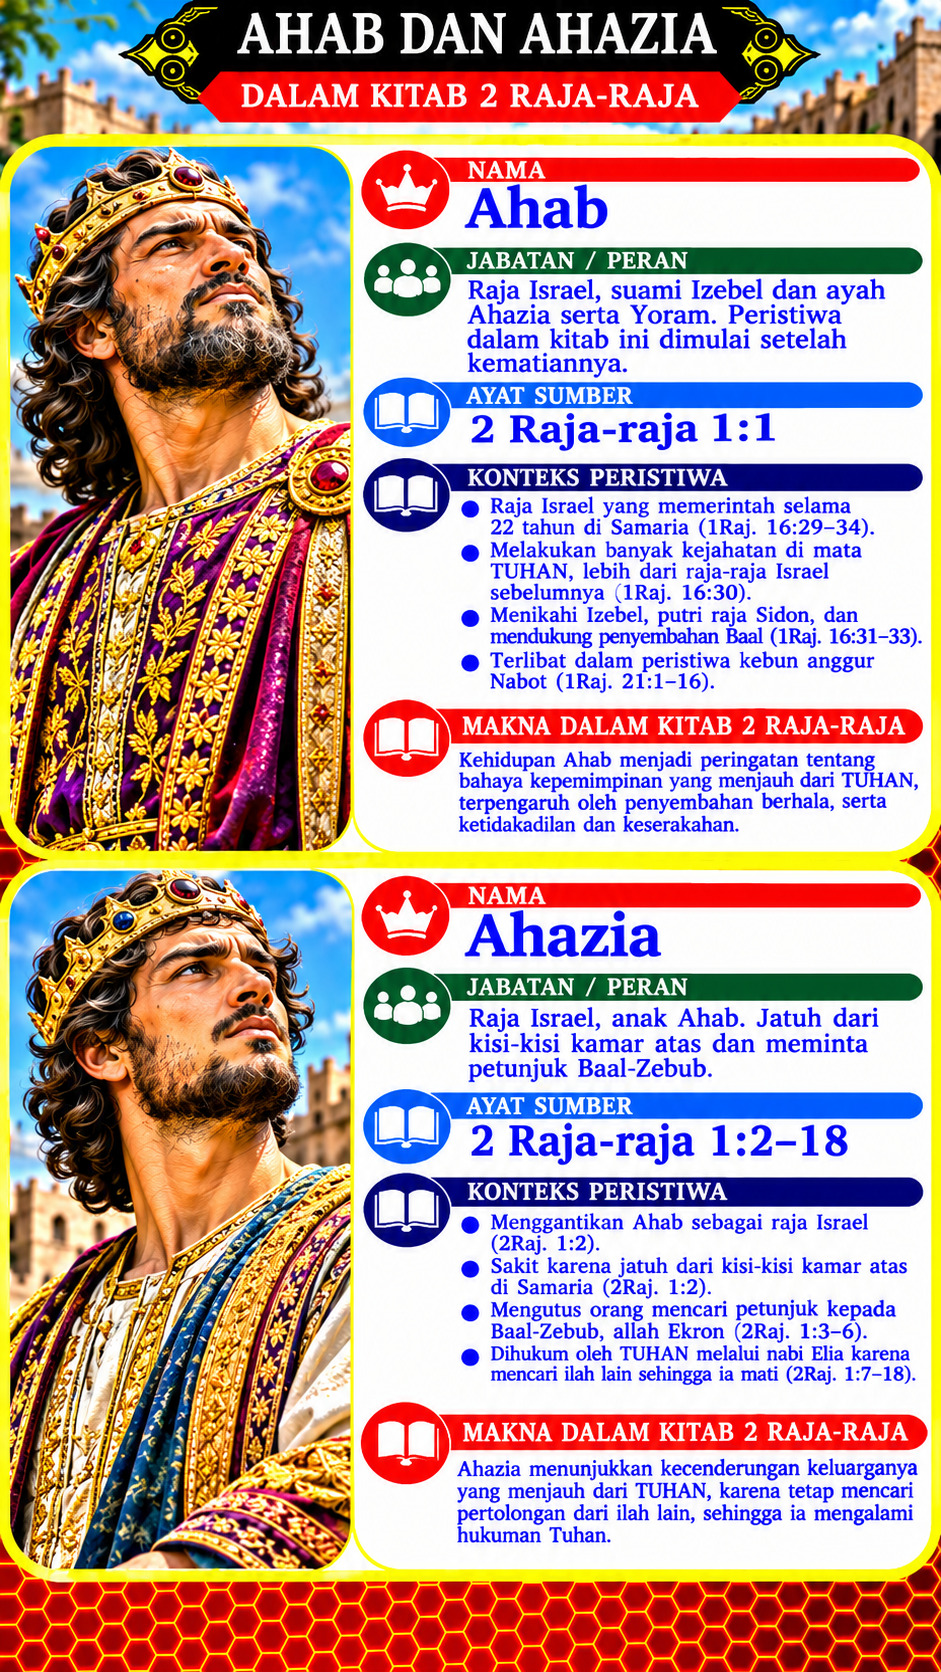 AHAB DAN AHAZIA
DALAM KITAB 2 RAJA-RAJA
NAMA
Ahab
JABATAN / PERAN
Raja Israel, suami Izebel dan ayah
Ahazia serta Yoram. Peristiwa
dalam kitab ini dimulai setelah
kematiannya.
AYAT SUMBER
2 Raja-raja 1:1
KONTEKS PERISTIWA
● Raja Israel yang memerintah selama
22 tahun di Samaria (1Raj. 16:29–34).
● Melakukan banyak kejahatan di mata
TUHAN, lebih dari raja-raja Israel
sebelumnya (1Raj. 16:30).
● Menikahi Izebel, putri raja Sidon, dan
mendukung penyembahan Baal (1Raj. 16:31–33).
● Terlibat dalam peristiwa kebun anggur
Nabot (1Raj. 21:1–16).
MAKNA DALAM KITAB 2 RAJA-RAJA
Kehidupan Ahab menjadi peringatan tentang
bahaya kepemimpinan yang menjauh dari TUHAN,
terpengaruh oleh penyembahan berhala, serta
ketidakadilan dan keserakahan.
NAMA
Ahazia
JABATAN / PERAN
Raja Israel, anak Ahab. Jatuh dari
kisi-kisi kamar atas dan meminta
petunjuk Baal-Zebub.
AYAT SUMBER
2 Raja-raja 1:2–18
KONTEKS PERISTIWA
● Menggantikan Ahab sebagai raja Israel
(2Raj. 1:2).
● Sakit karena jatuh dari kisi-kisi kamar atas
di Samaria (2Raj. 1:2).
● Mengutus orang mencari petunjuk kepada
Baal-Zebub, allah Ekron (2Raj. 1:3–6).
● Dihukum oleh TUHAN melalui nabi Elia karena
mencari ilah lain sehingga ia mati (2Raj. 1:7–18).
MAKNA DALAM KITAB 2 RAJA-RAJA
Ahazia menunjukkan kecenderungan keluarganya
yang menjauh dari TUHAN, karena tetap mencari
pertolongan dari ilah lain, sehingga ia mengalami
hukuman Tuhan.